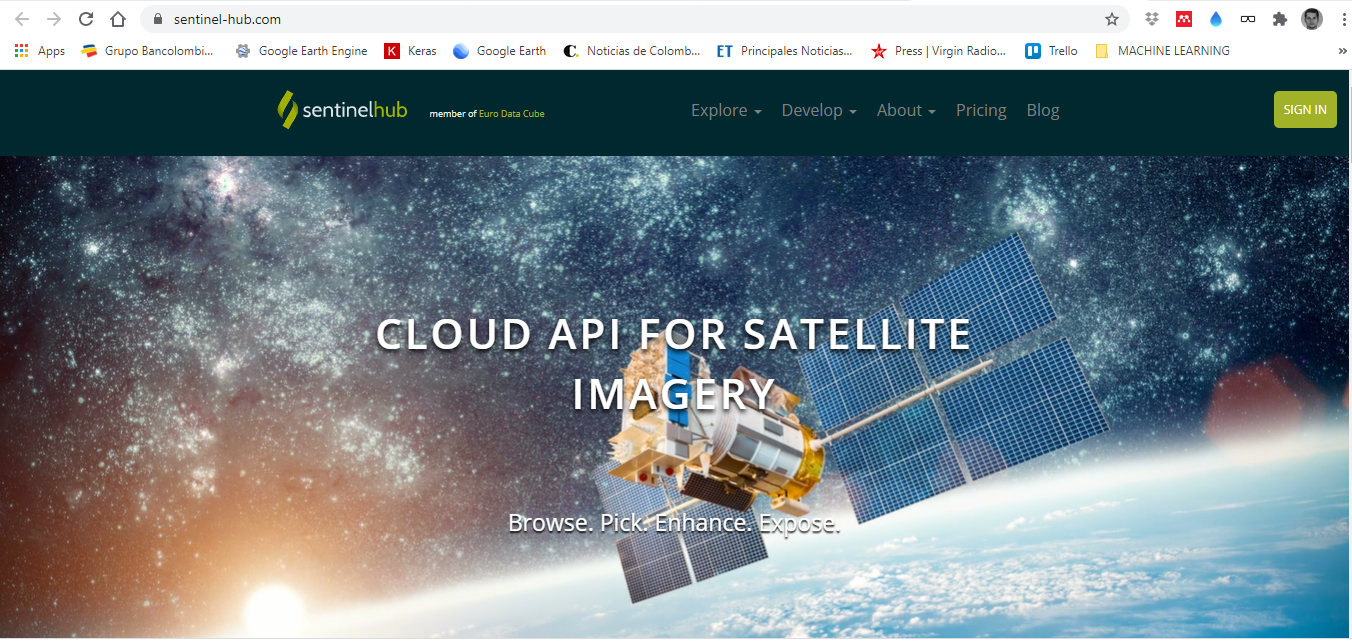 sentinel-hub.com
Apps Grupo Bancolombi... Google Earth Engine K Keras Google Earth C. Noticias de Colomb... ET Principales Noticias... Press | Virgin Radio... Trello MACHINE LEARNING »
sentinelhub member of Euro Data Cube Explore Develop About Pricing Blog SIGN IN
CLOUD API FOR SATELLITE
IMAGERY
Browse. Pick. Enhance. Expose.